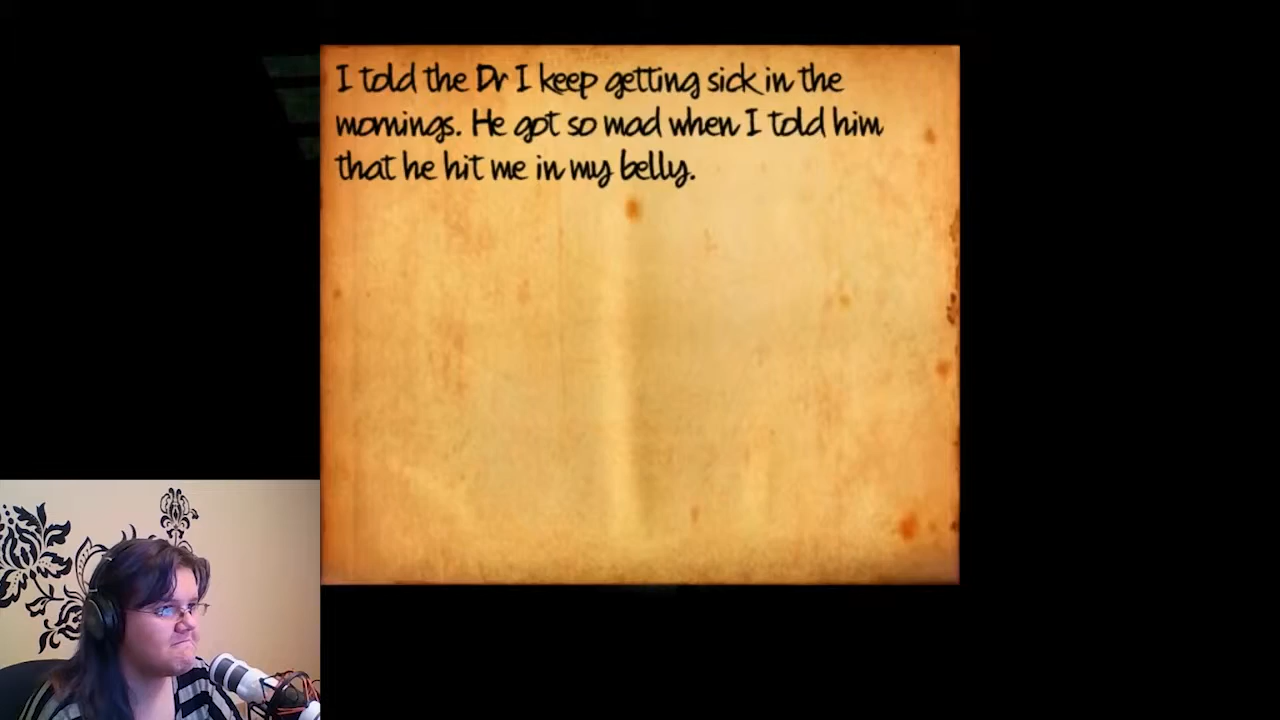 I told the Dr I keep getting sick in the
mornings. He got so mad when I told him
that he hit me in my belly.